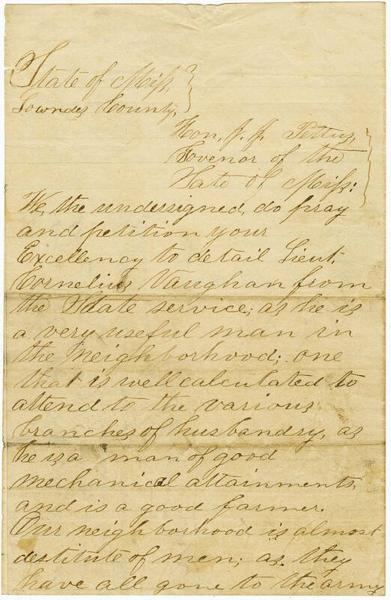 State of Miss.
Lowndes County.
Hon. J. J. Pettus,
Govenor of the
State of Miss:
We, the undersigned, do pray
and petition your
Excellency to detail Lieut.
Cornelius Vaughan from
the State service; as he is
a very useful man in
the neighborhood; one
that is well calculated to
attend to the various
branches of husbandry, as
he is a man of good
mechanical attainments,
and is a good farmer.
Our neighborhood is almost
destitute of men; as they
have all gone to the army